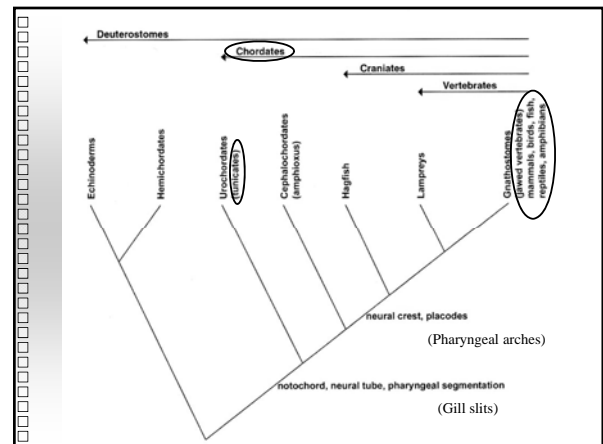 Deuterostomes
Chordates
Craniates
Vertebrates
Echinoderms
Hemichordates
Urochordates
(tunicates)
Cephalochordates
(amphioxus)
Hagfish
Lampreys
Gnathostomes
(jawed vertebrates)
mammals, birds, fish,
reptiles, amphibians
neural crest, placodes
(Pharyngeal arches)
notochord, neural tube, pharyngeal segmentation
(Gill slits)